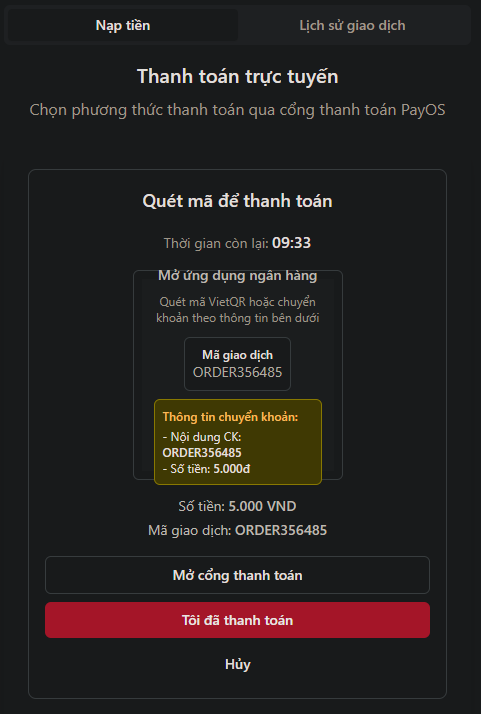 Nạp tiền
Lịch sử giao dịch
Thanh toán trực tuyến
Chọn phương thức thanh toán qua cổng thanh toán PayOS
Quét mã để thanh toán
Thời gian còn lại: 09:33
Mở ứng dụng ngân hàng
Quét mã VietQR hoặc chuyển
khoản theo thông tin bên dưới
Mã giao dịch
ORDER356485
Thông tin chuyển khoản:
- Nội dung CK:
ORDER356485
- Số tiền: 5.000đ
Số tiền: 5.000 VND
Mã giao dịch: ORDER356485
Mở cổng thanh toán
Tôi đã thanh toán
Hủy